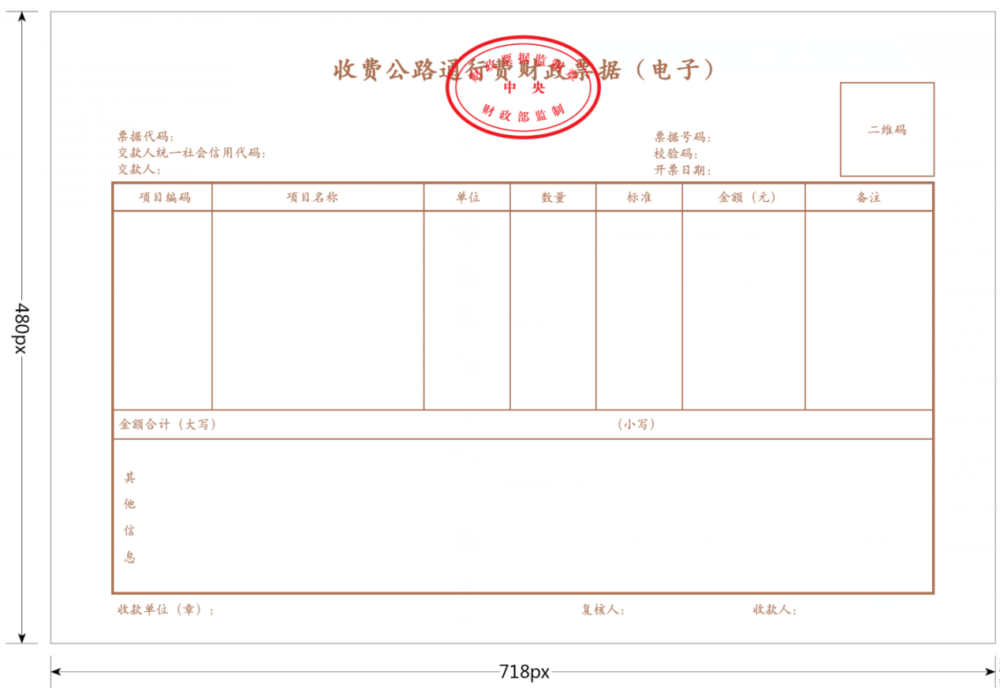 收费公路通行费财政票据（电子）
财政票据监制章
中 央
财政部监制
二维码
票据代码： 票据号码：
交款人统一社会信用代码： 校验码：
交款人： 开票日期：
项目编码 项目名称 单位 数量 标准 金额（元） 备注
金额合计（大写） （小写）
其
他
信
息
收款单位（章）： 复核人： 收款人：
480px
718px